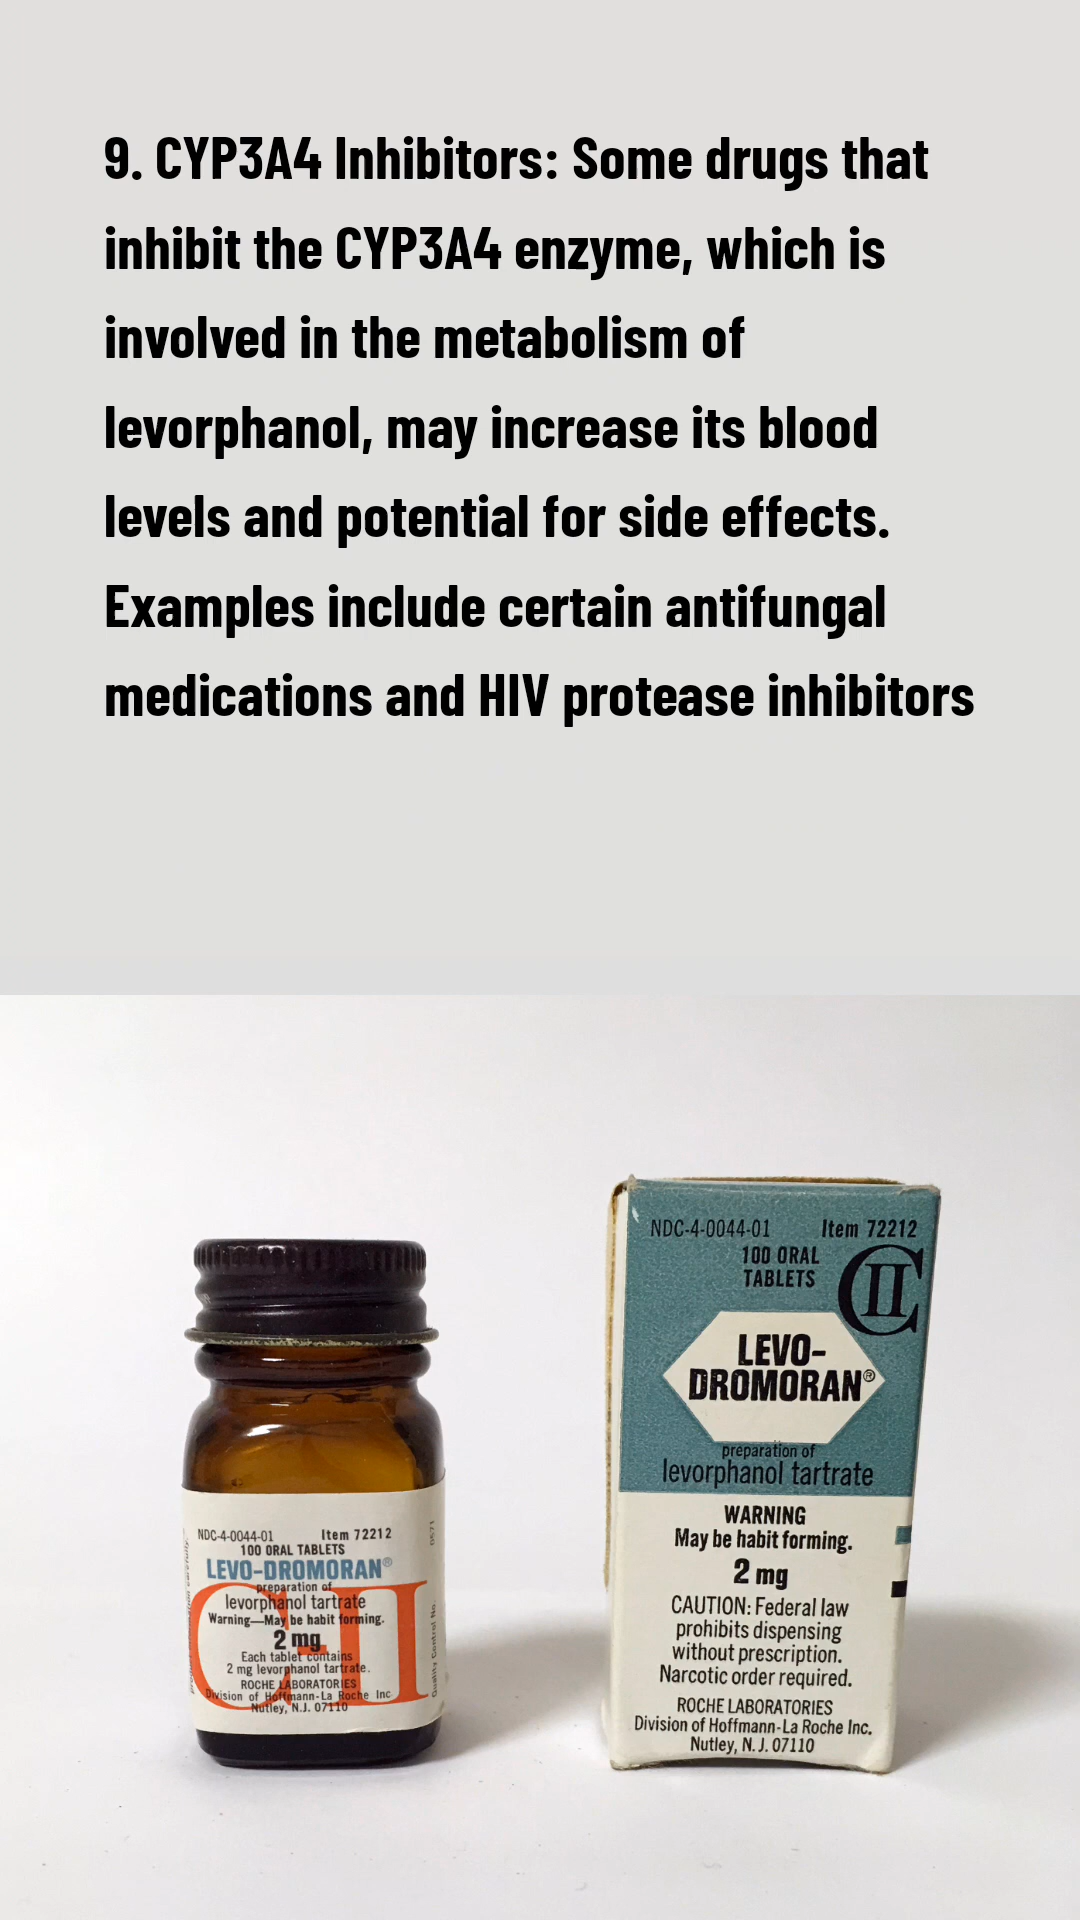 9. CYP3A4 Inhibitors: Some drugs that
inhibit the CYP3A4 enzyme, which is
involved in the metabolism of
levorphanol, may increase its blood
levels and potential for side effects.
Examples include certain antifungal
medications and HIV protease inhibitors
NDC-4-0044-01 Item 72212
100 ORAL TABLETS
LEVO-DROMORAN®
preparation of
levorphanol tartrate
Warning—May be habit forming.
2 mg
Each tablet contains
2 mg levorphanol tartrate.
ROCHE LABORATORIES
Division of Hoffmann-La Roche Inc
Nutley, N.J. 07110
C-II
Quality Control No.
0671
carefully.
NDC-4-0044-01 Item 72212
100 ORAL
TABLETS
CII
LEVO-
DROMORAN®
preparation of
levorphanol tartrate
WARNING
May be habit forming.
2 mg
CAUTION: Federal law
prohibits dispensing
without prescription.
Narcotic order required.
ROCHE LABORATORIES
Division of Hoffmann-La Roche Inc.
Nutley, N. J. 07110